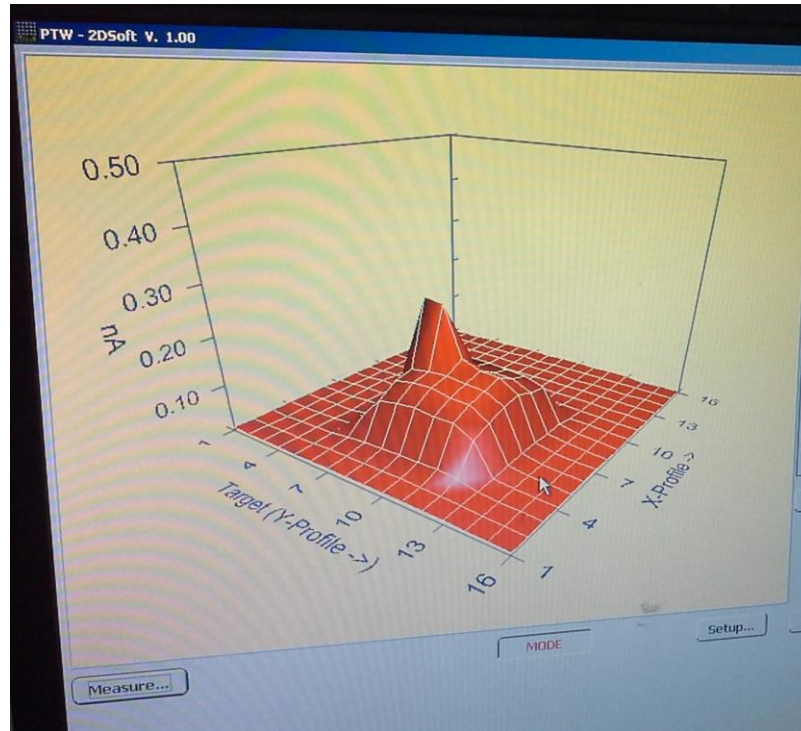 PTW - 2DSoft V. 1.00
0.50
0.40
0.30
nA
0.20
0.10
1
4
7
10
13
16
Target (Y-Profile ->)
16
13
10
7
4
1
X-Profile ->
MODE
Setup...
Measure...